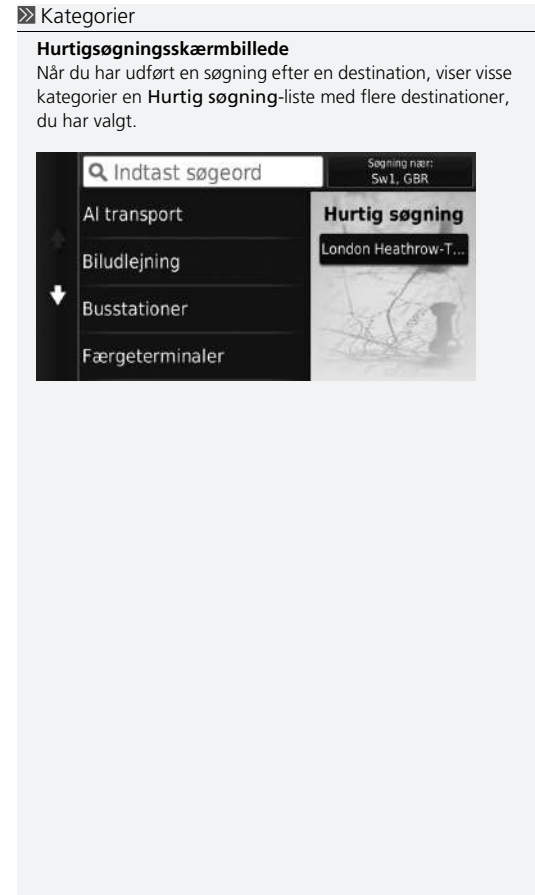 Kategorier
Hurtigsøgningsskærmbillede
Når du har udført en søgning efter en destination, viser visse
kategorier en Hurtig søgning-liste med flere destinationer,
du har valgt.
Indtast søgeord
Søgning nær:
Sw1, GBR
Al transport
Hurtig søgning
London Heathrow-T...
Biludlejning
Busstationer
Færgeterminaler